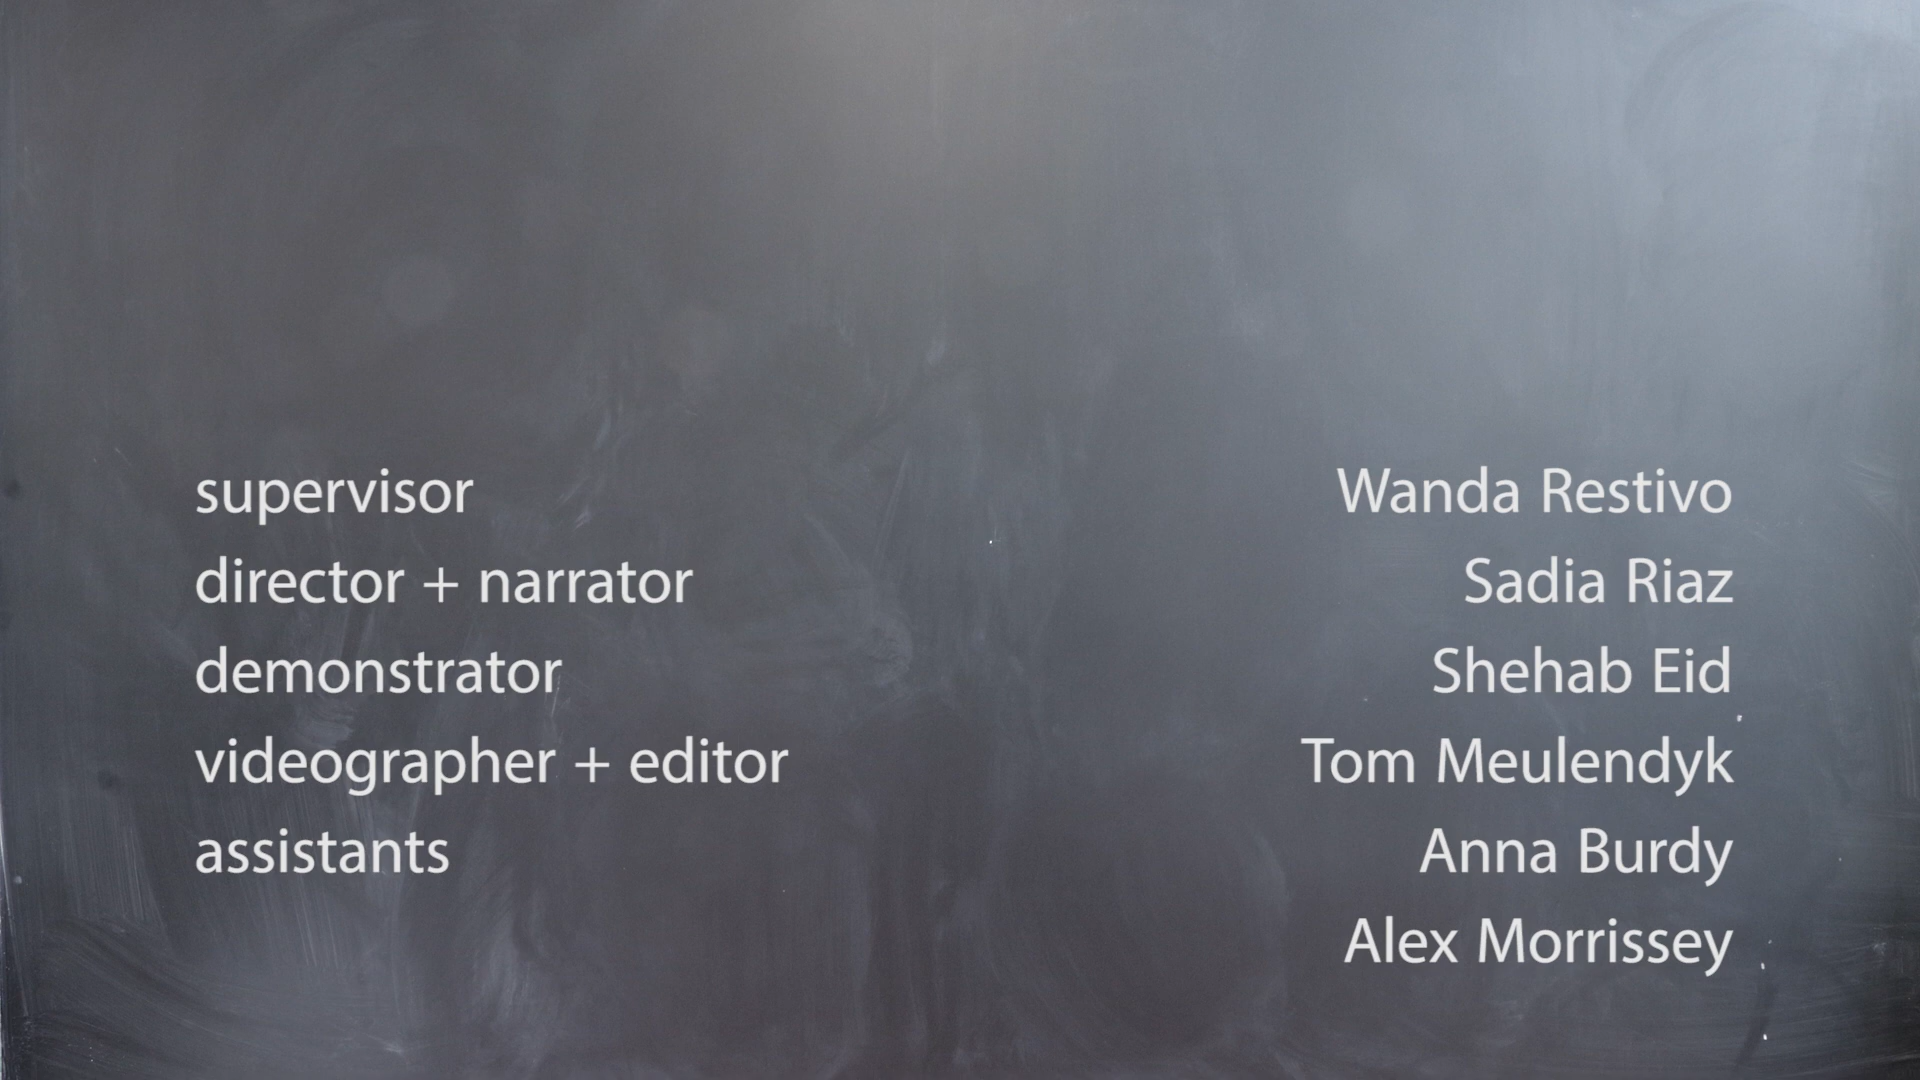 supervisor Wanda Restivo
director + narrator Sadia Riaz
demonstrator Shehab Eid
videographer + editor Tom Meulendyk
assistants Anna Burdy
Alex Morrissey